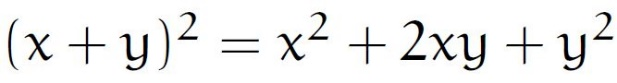 (x + y)² = x² + 2xy + y²